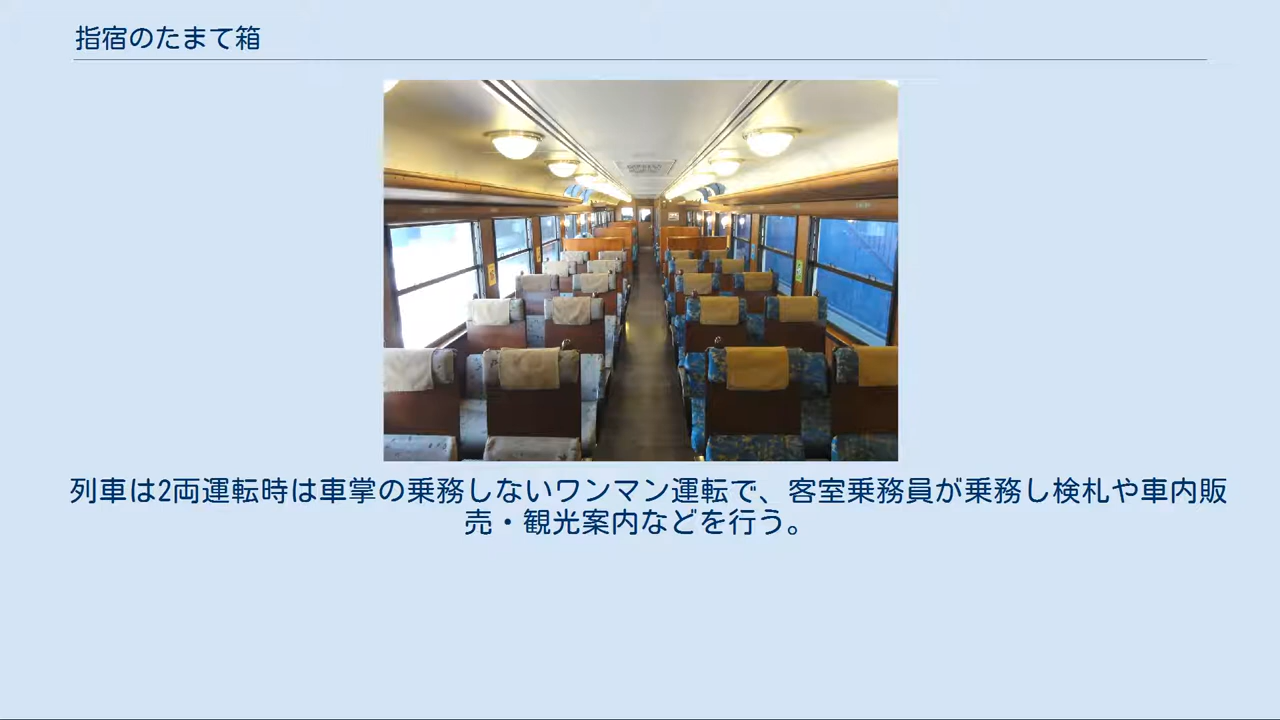 指宿のたまて箱
列車は2両運転時は車掌の乗務しないワンマン運転で、客室乗務員が乗務し検札や車内販
売・観光案内などを行う。